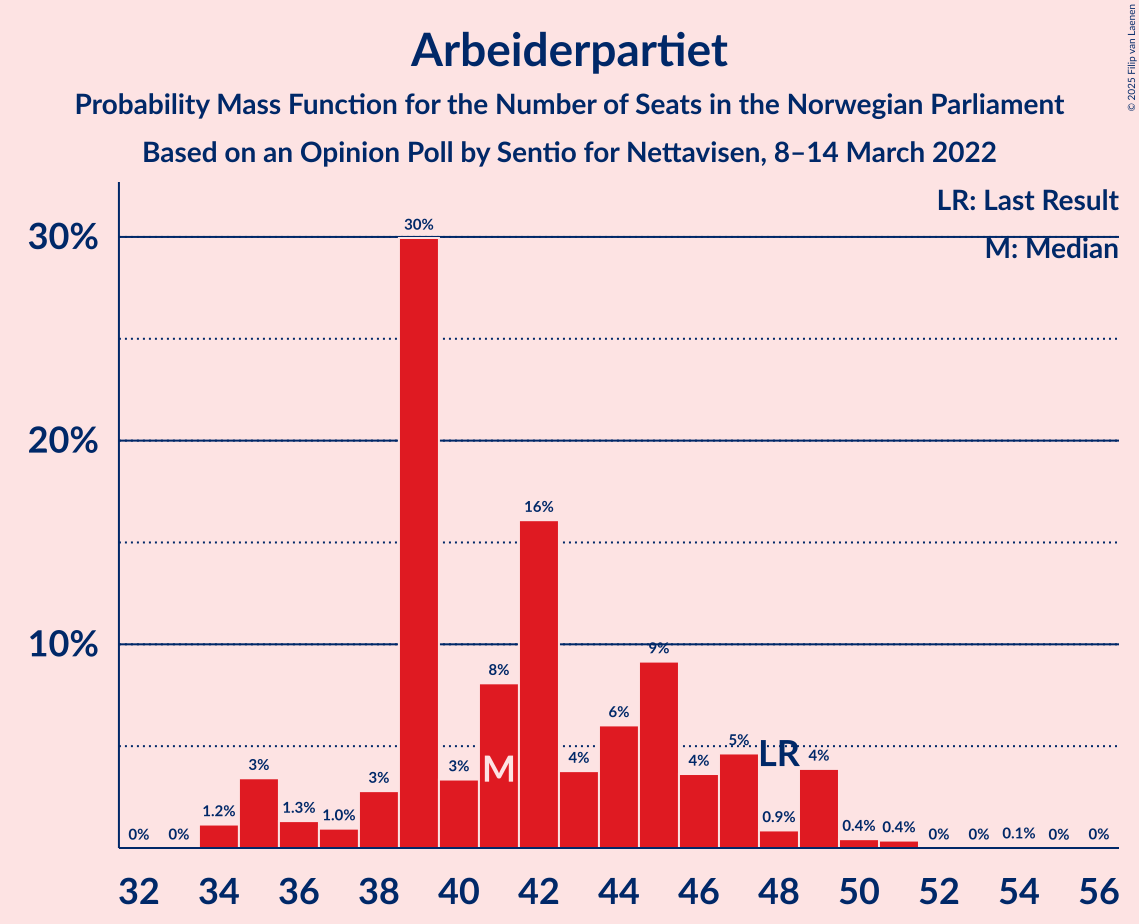 Arbeiderpartiet
Probability Mass Function for the Number of Seats in the Norwegian Parliament
Based on an Opinion Poll by Sentio for Nettavisen, 8–14 March 2022
© 2025 Filip van Laenen
LR: Last Result
M: Median
30%
20%
10%
0% 0% 1.2% 3% 1.3% 1.0% 3% 30% 3% 8% 16% 4% 6% 9% 4% 5% 0.9% 4% 0.4% 0.4% 0% 0% 0.1% 0% 0%
M LR
32 34 36 38 40 42 44 46 48 50 52 54 56